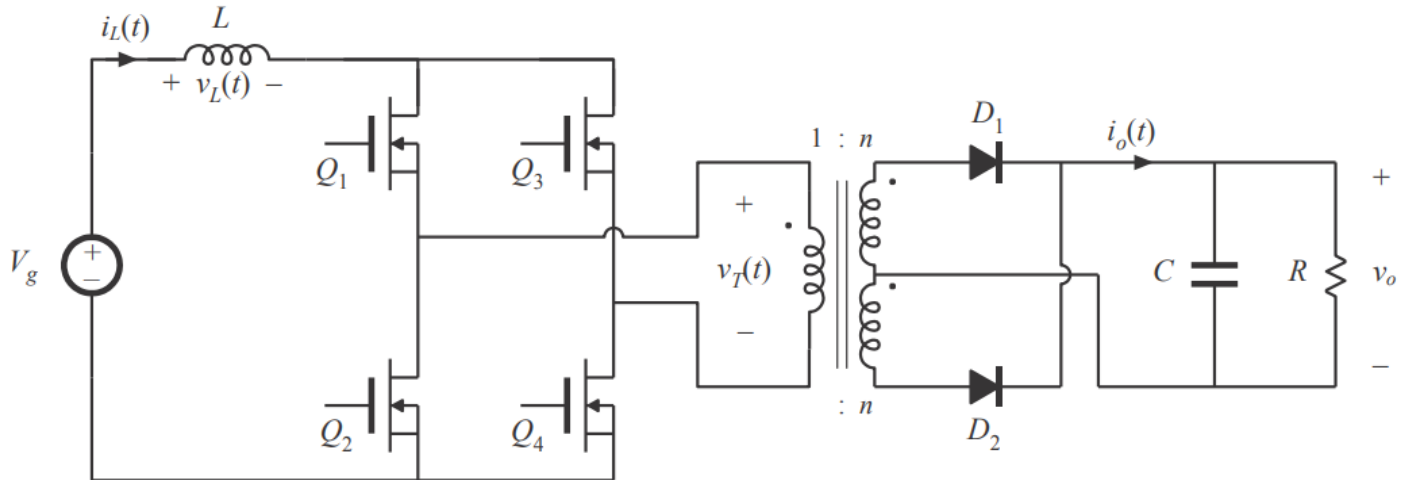 i_L(t)
L
+ v_L(t) −
Q_1
Q_3
Q_2
Q_4
V_g
+
−
+
v_T(t)
−
1 : n
: n
D_1
D_2
i_o(t)
C
R
+
v_o
−